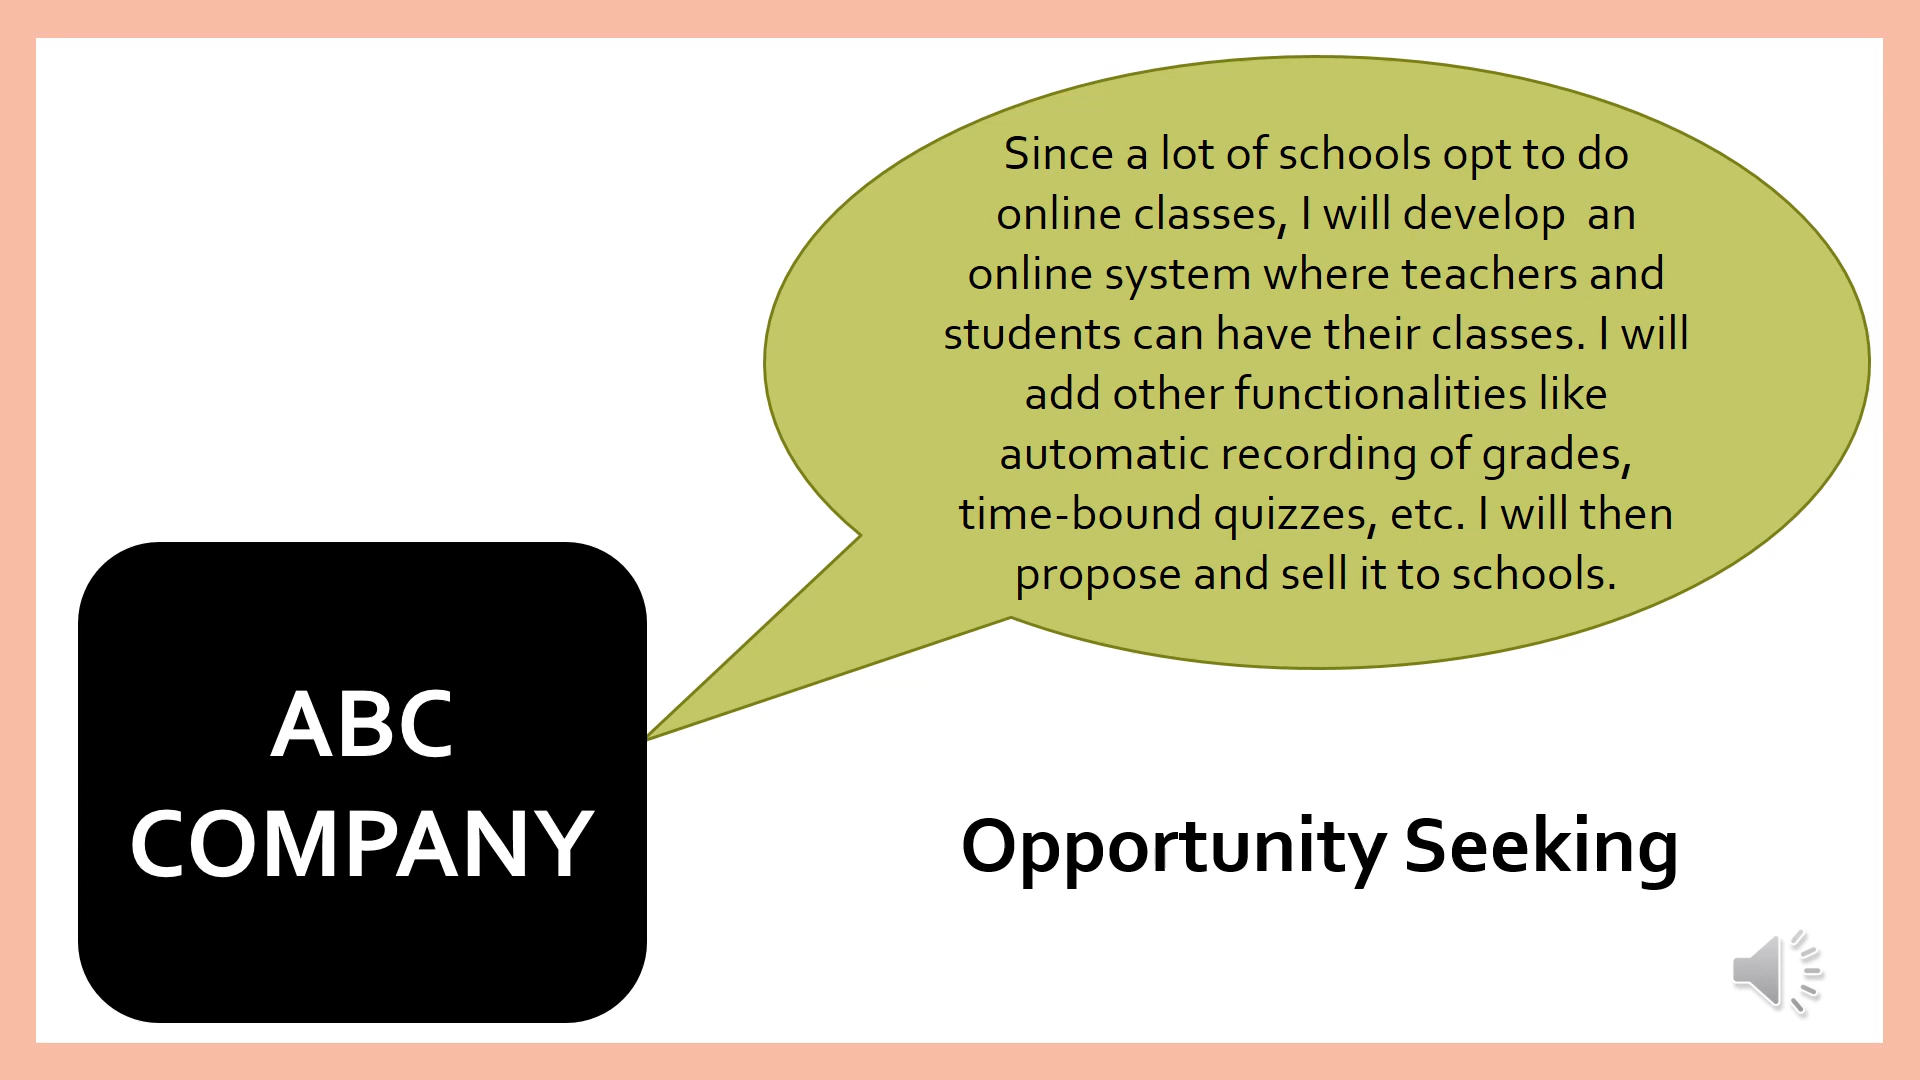 Since a lot of schools opt to do
online classes, I will develop  an
online system where teachers and
students can have their classes. I will
add other functionalities like
automatic recording of grades,
time-bound quizzes, etc. I will then
propose and sell it to schools.
ABC
COMPANY
Opportunity Seeking